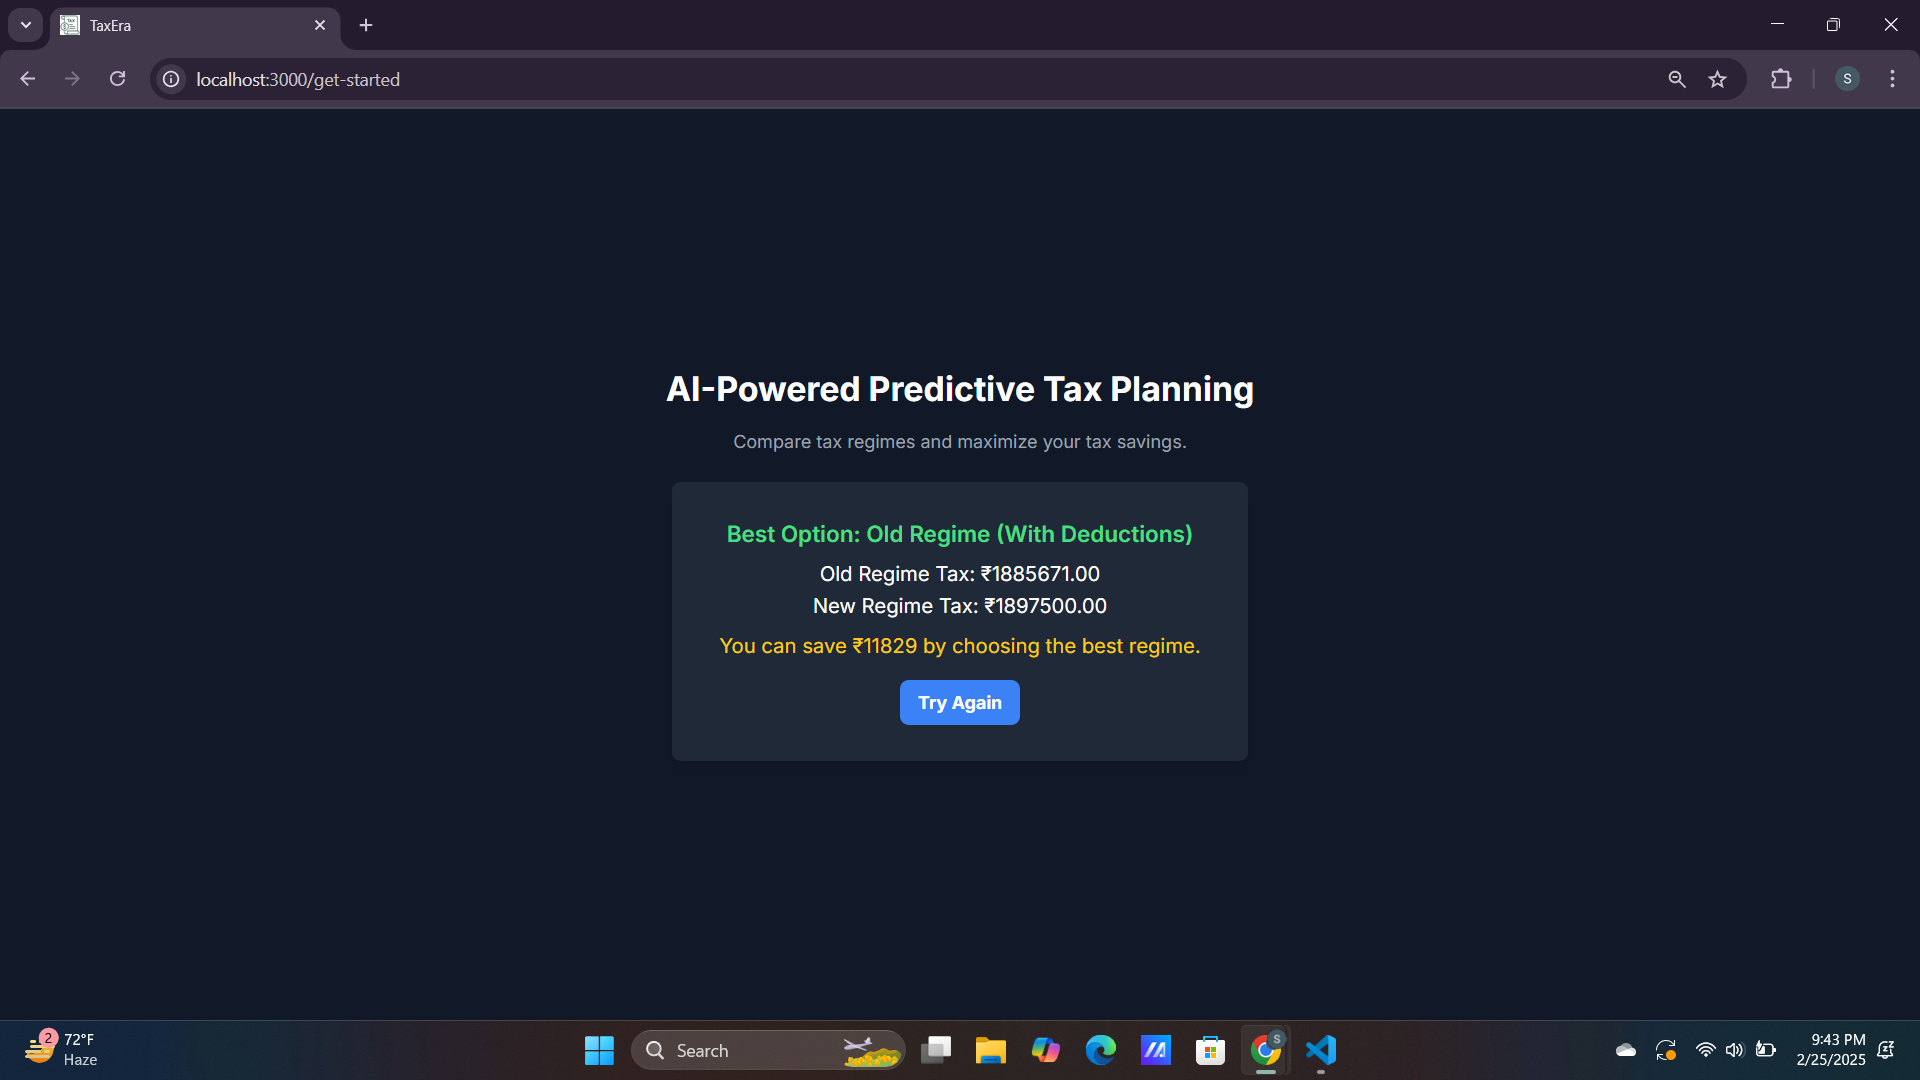 TaxEra
localhost:3000/get-started
S
AI-Powered Predictive Tax Planning
Compare tax regimes and maximize your tax savings.
Best Option: Old Regime (With Deductions)
Old Regime Tax: ₹1885671.00
New Regime Tax: ₹1897500.00
You can save ₹11829 by choosing the best regime.
Try Again
2
72°F
Haze
Search
S
9:43 PM
2/25/2025